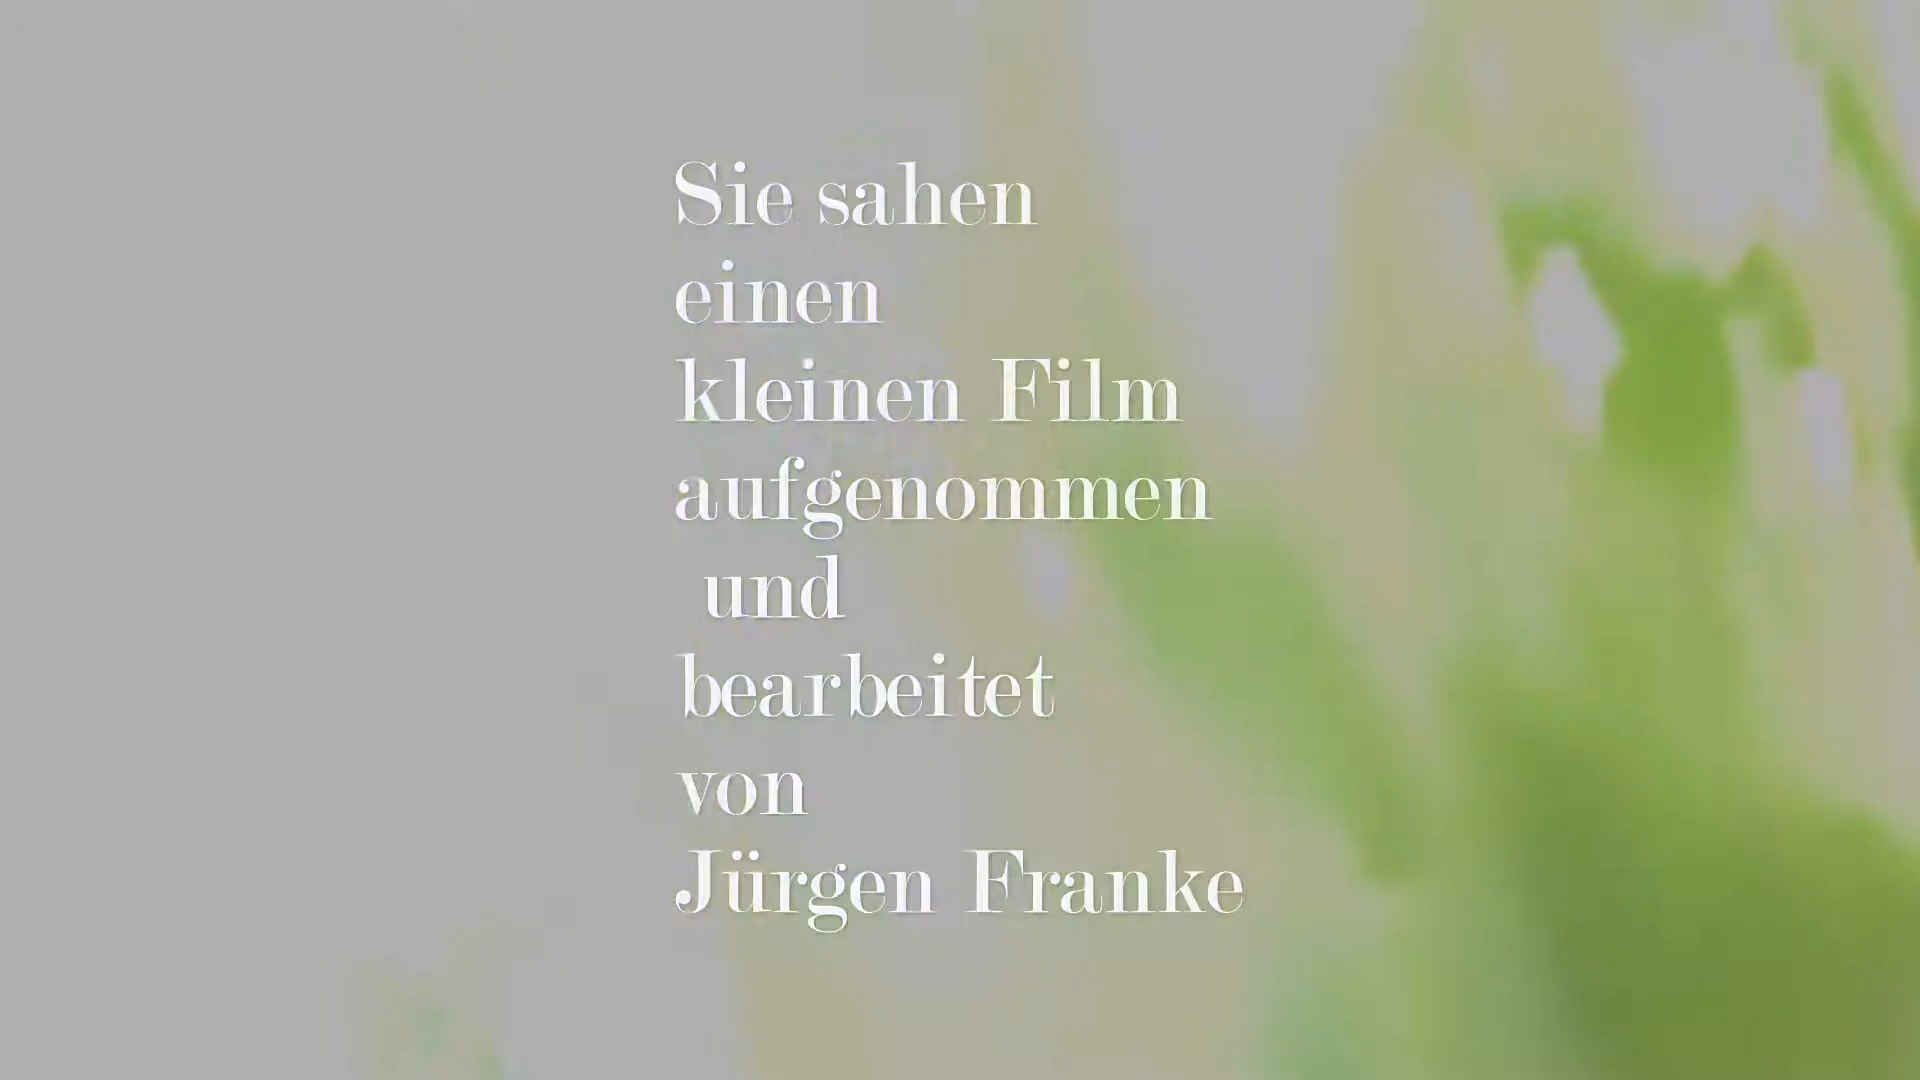 Sie sahen
einen
kleinen Film
aufgenommen
und
bearbeitet
von
Jürgen Franke